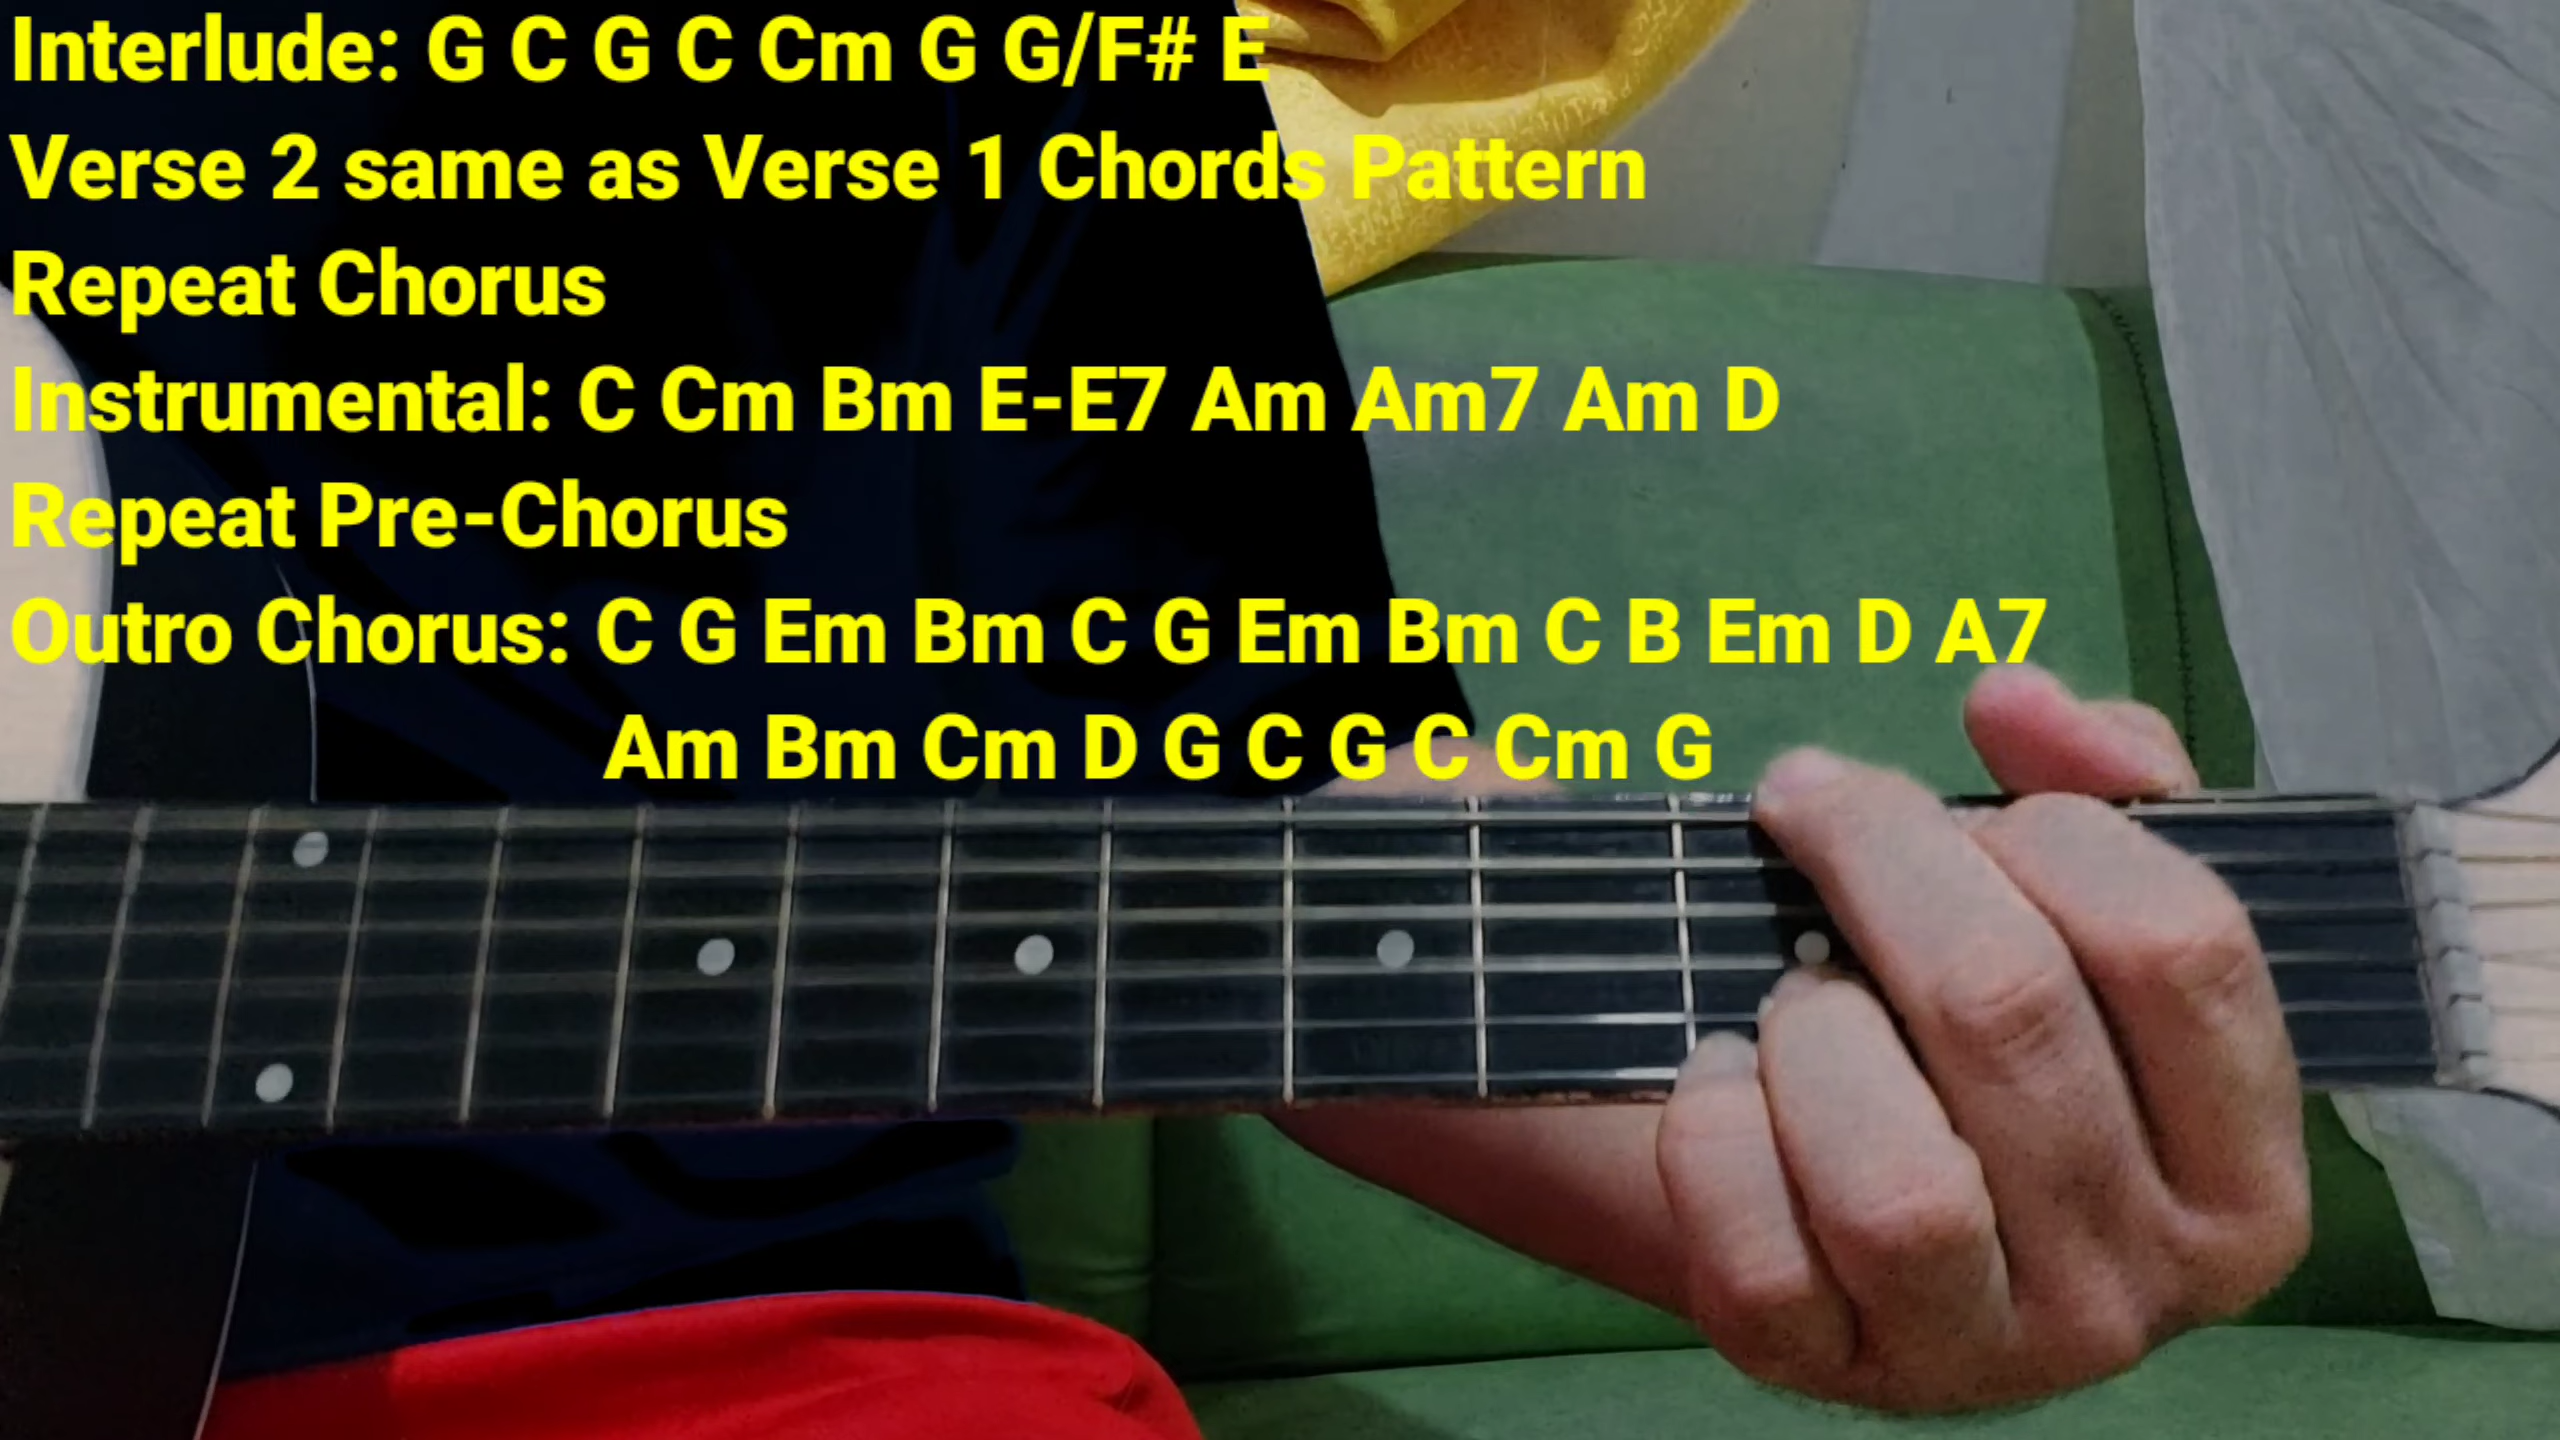 Interlude: G C G C Cm G G/F# E
Verse 2 same as Verse 1 Chords Pattern
Repeat Chorus
Instrumental: C Cm Bm E-E7 Am Am7 Am D
Repeat Pre-Chorus
Outro Chorus: C G Em Bm C G Em Bm C B Em D A7
Am Bm Cm D G C G C Cm G